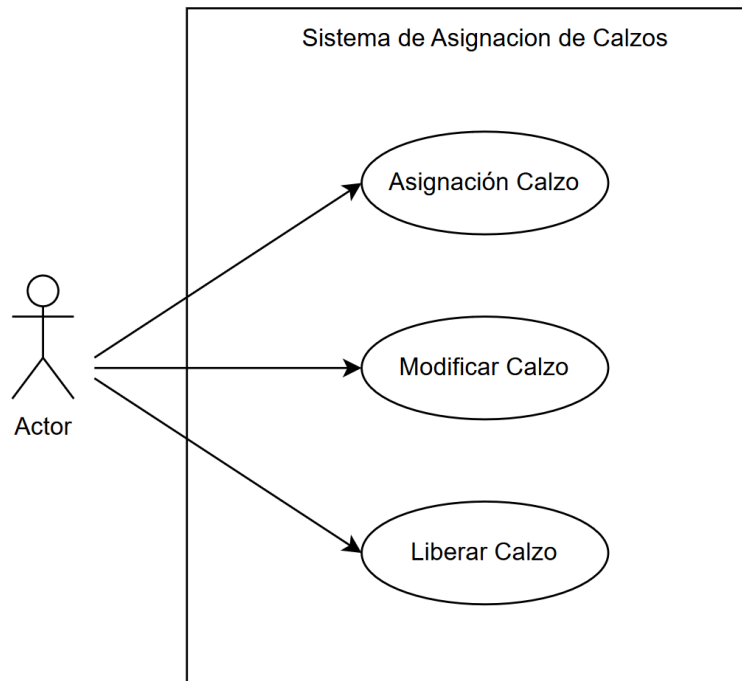 Sistema de Asignacion de Calzos
Asignación Calzo
Modificar Calzo
Actor
Liberar Calzo